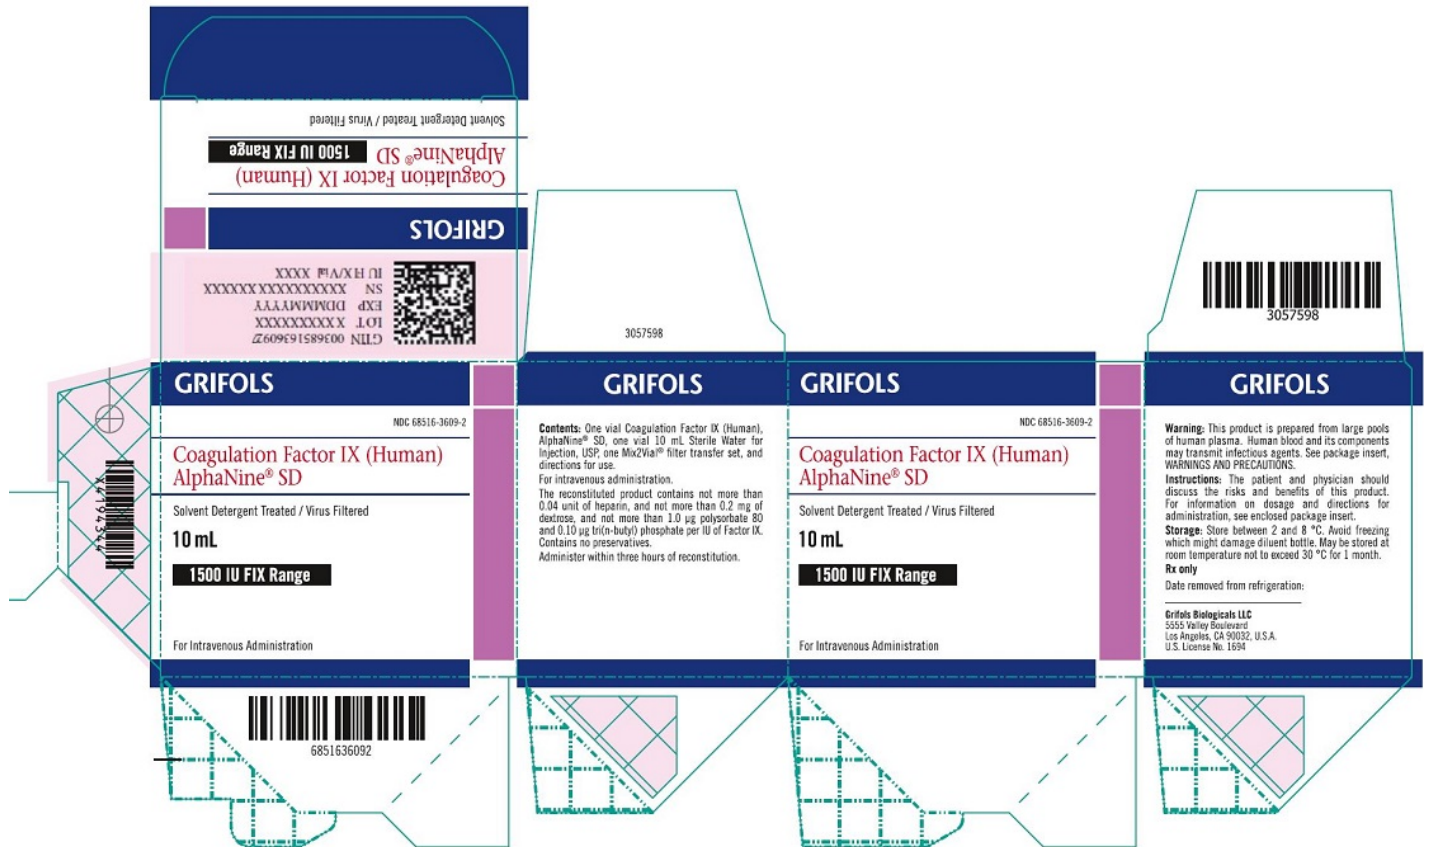 Solvent Detergent Treated / Virus Filtered
Coagulation Factor IX (Human)
AlphaNine® SD
1500 IU FIX Range
GRIFOLS
GTIN 00368516360927
LOT XXXXXXXXXX
EXP DDMMMYYYY
SN XXXXXXXXXXXXXXXX
IU FIX/Vial XXXX
X4194344
GRIFOLS
NDC 68516-3609-2
Coagulation Factor IX (Human)
AlphaNine® SD
Solvent Detergent Treated / Virus Filtered
10 mL
1500 IU FIX Range
For Intravenous Administration
6851636092
3057598
GRIFOLS
Contents: One vial Coagulation Factor IX (Human),
AlphaNine® SD, one vial 10 mL Sterile Water for
Injection, USP, one Mix2Vial® filter transfer set, and
directions for use.
For intravenous administration.
The reconstituted product contains not more than
0.04 unit of heparin, and not more than 0.2 mg of
dextrose, and not more than 1.0 µg polysorbate 80
and 0.10 µg tri(n-butyl) phosphate per IU of Factor IX.
Contains no preservatives.
Administer within three hours of reconstitution.
GRIFOLS
NDC 68516-3609-2
Coagulation Factor IX (Human)
AlphaNine® SD
Solvent Detergent Treated / Virus Filtered
10 mL
1500 IU FIX Range
For Intravenous Administration
3057598
GRIFOLS
Warning: This product is prepared from large pools
of human plasma. Human blood and its components
may transmit infectious agents. See package insert,
WARNINGS AND PRECAUTIONS.
Instructions: The patient and physician should
discuss the risks and benefits of this product.
For information on dosage and directions for
administration, see enclosed package insert.
Storage: Store between 2 and 8 °C. Avoid freezing
which might damage diluent bottle. May be stored at
room temperature not to exceed 30 °C for 1 month.
Rx only
Date removed from refrigeration:
Grifols Biologicals LLC
5555 Valley Boulevard
Los Angeles, CA 90032, U.S.A.
U.S. License No. 1694